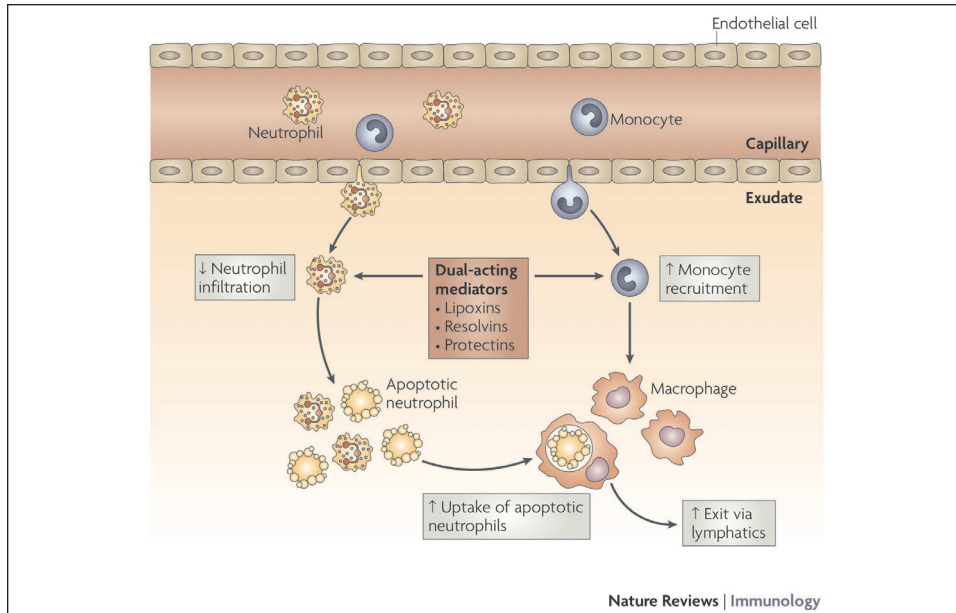 Endothelial cell
Neutrophil
Monocyte
Capillary
Exudate
↓ Neutrophil
infiltration
Dual-acting
mediators
• Lipoxins
• Resolvins
• Protectins
↑ Monocyte
recruitment
Apoptotic
neutrophil
Macrophage
↑ Uptake of apoptotic
neutrophils
↑ Exit via
lymphatics
Nature Reviews | Immunology